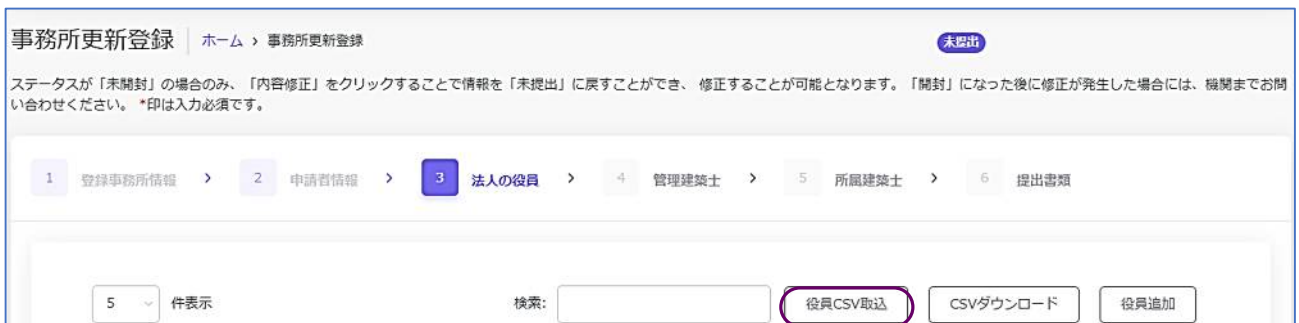 事務所更新登録 ホーム › 事務所更新登録 未提出
ステータスが「未開封」の場合のみ、「内容修正」をクリックすることで情報を「未提出」に戻すことができ、 修正することが可能となります。「開封」になった後に修正が発生した場合には、機関までお問
い合わせください。 *印は入力必須です。
1 登録事務所情報 › 2 申請者情報 › 3 法人の役員 › 4 管理建築士 › 5 所属建築士 › 6 提出書類
5 件表示 検索: 役員CSV取込 CSVダウンロード 役員追加